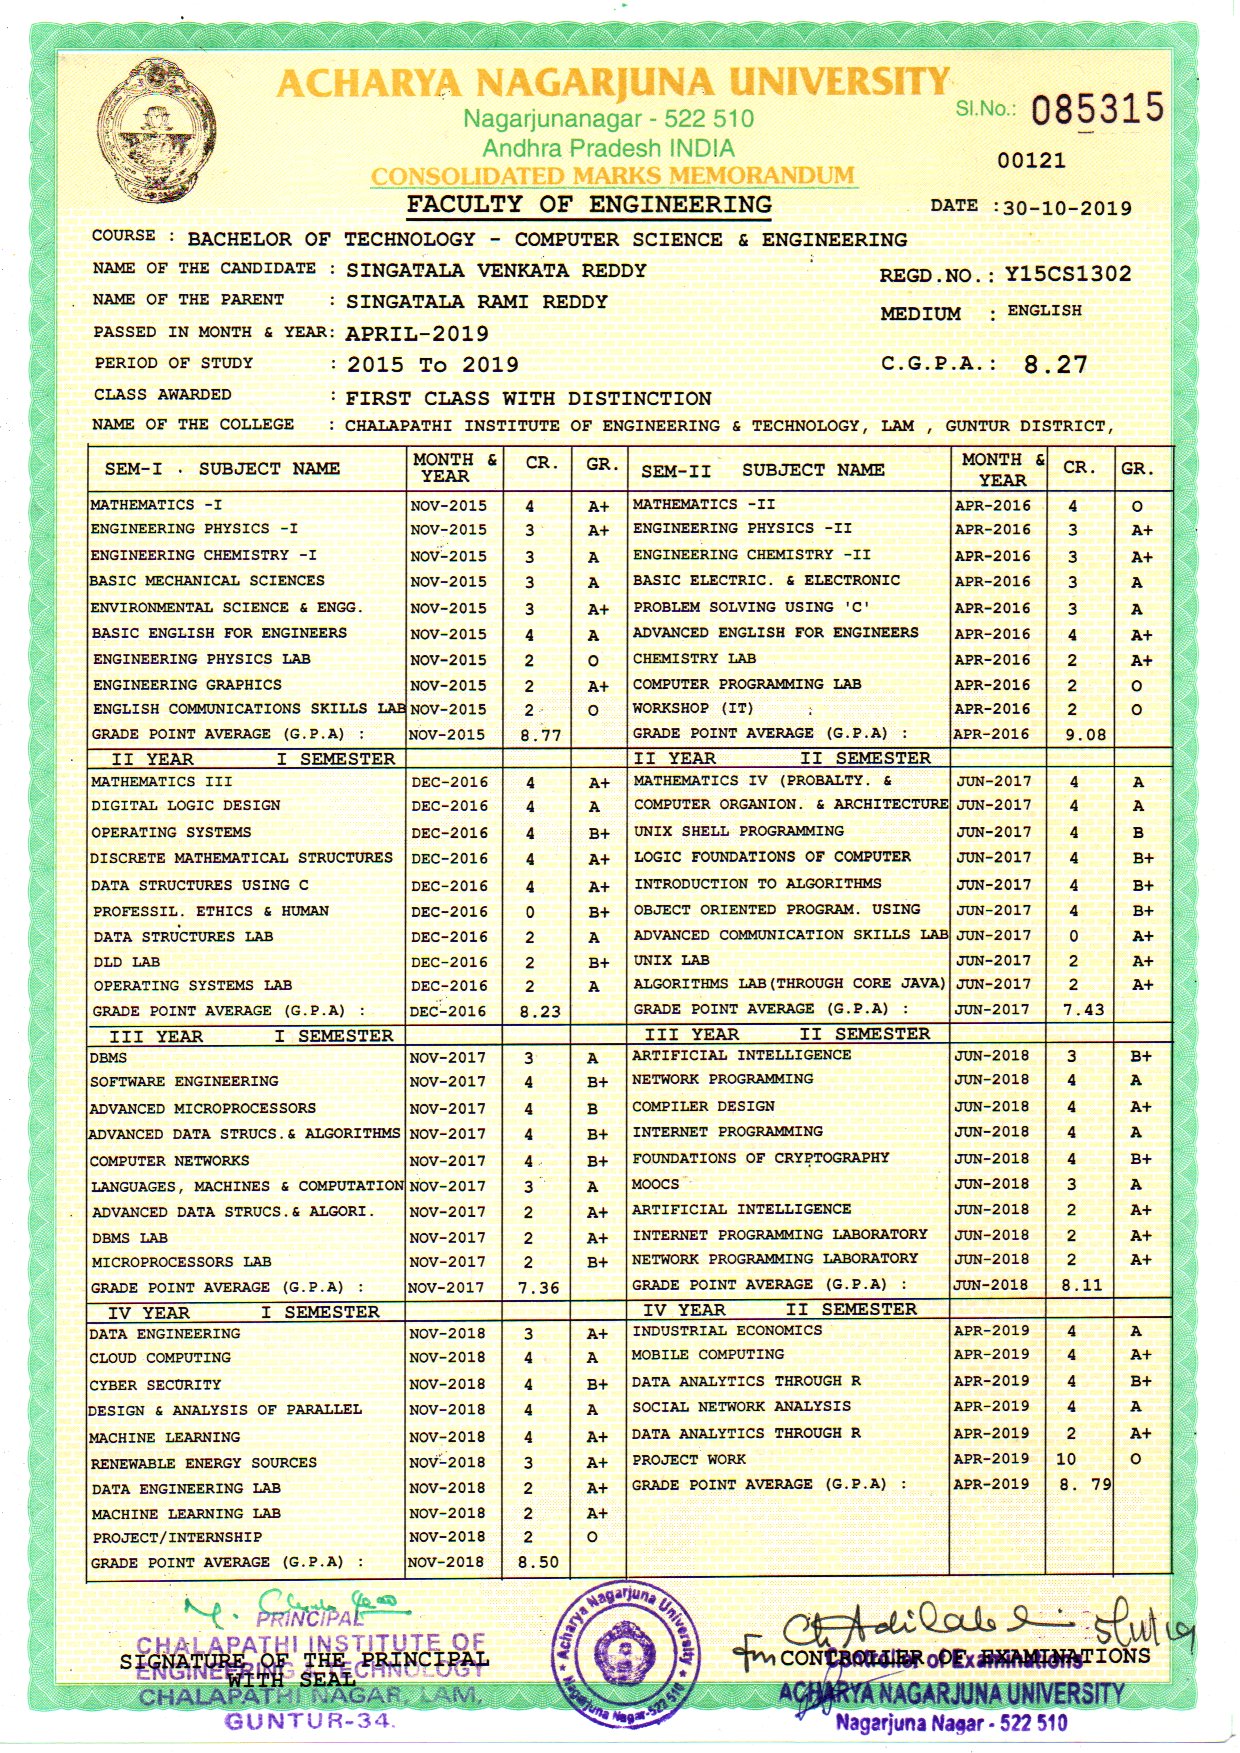 ACHARYA NAGARJUNA UNIVERSITY
Nagarjunanagar - 522 510
Sl.No.: 085315
Andhra Pradesh INDIA
00121
CONSOLIDATED MARKS MEMORANDUM
FACULTY OF ENGINEERING
DATE :30-10-2019
COURSE : BACHELOR OF TECHNOLOGY - COMPUTER SCIENCE & ENGINEERING
NAME OF THE CANDIDATE : SINGATALA VENKATA REDDY REGD.NO.: Y15CS1302
NAME OF THE PARENT : SINGATALA RAMI REDDY MEDIUM : ENGLISH
PASSED IN MONTH & YEAR: APRIL-2019
PERIOD OF STUDY : 2015 To 2019 C.G.P.A.: 8.27
CLASS AWARDED : FIRST CLASS WITH DISTINCTION
NAME OF THE COLLEGE : CHALAPATHI INSTITUTE OF ENGINEERING & TECHNOLOGY, LAM , GUNTUR DISTRICT,
SEM-I . SUBJECT NAME MONTH & YEAR CR. GR. SEM-II SUBJECT NAME MONTH & YEAR CR. GR.
MATHEMATICS -I NOV-2015 4 A+ MATHEMATICS -II APR-2016 4 O
ENGINEERING PHYSICS -I NOV-2015 3 A+ ENGINEERING PHYSICS -II APR-2016 3 A+
ENGINEERING CHEMISTRY -I NOV-2015 3 A ENGINEERING CHEMISTRY -II APR-2016 3 A+
BASIC MECHANICAL SCIENCES NOV-2015 3 A BASIC ELECTRIC. & ELECTRONIC APR-2016 3 A
ENVIRONMENTAL SCIENCE & ENGG. NOV-2015 3 A+ PROBLEM SOLVING USING 'C' APR-2016 3 A
BASIC ENGLISH FOR ENGINEERS NOV-2015 4 A ADVANCED ENGLISH FOR ENGINEERS APR-2016 4 A+
ENGINEERING PHYSICS LAB NOV-2015 2 O CHEMISTRY LAB APR-2016 2 A+
ENGINEERING GRAPHICS NOV-2015 2 A+ COMPUTER PROGRAMMING LAB APR-2016 2 O
ENGLISH COMMUNICATIONS SKILLS LAB NOV-2015 2 O WORKSHOP (IT) APR-2016 2 O
GRADE POINT AVERAGE (G.P.A) : NOV-2015 8.77 GRADE POINT AVERAGE (G.P.A) : APR-2016 9.08
II YEAR I SEMESTER II YEAR II SEMESTER
MATHEMATICS III DEC-2016 4 A+ MATHEMATICS IV (PROBALTY. & JUN-2017 4 A
DIGITAL LOGIC DESIGN DEC-2016 4 A COMPUTER ORGANION. & ARCHITECTURE JUN-2017 4 A
OPERATING SYSTEMS DEC-2016 4 B+ UNIX SHELL PROGRAMMING JUN-2017 4 B
DISCRETE MATHEMATICAL STRUCTURES DEC-2016 4 A+ LOGIC FOUNDATIONS OF COMPUTER JUN-2017 4 B+
DATA STRUCTURES USING C DEC-2016 4 A+ INTRODUCTION TO ALGORITHMS JUN-2017 4 B+
PROFESSIL. ETHICS & HUMAN DEC-2016 0 B+ OBJECT ORIENTED PROGRAM. USING JUN-2017 4 B+
DATA STRUCTURES LAB DEC-2016 2 A ADVANCED COMMUNICATION SKILLS LAB JUN-2017 0 A+
DLD LAB DEC-2016 2 B+ UNIX LAB JUN-2017 2 A+
OPERATING SYSTEMS LAB DEC-2016 2 A ALGORITHMS LAB(THROUGH CORE JAVA) JUN-2017 2 A+
GRADE POINT AVERAGE (G.P.A) : DEC-2016 8.23 GRADE POINT AVERAGE (G.P.A) : JUN-2017 7.43
III YEAR I SEMESTER III YEAR II SEMESTER
DBMS NOV-2017 3 A ARTIFICIAL INTELLIGENCE JUN-2018 3 B+
SOFTWARE ENGINEERING NOV-2017 4 B+ NETWORK PROGRAMMING JUN-2018 4 A
ADVANCED MICROPROCESSORS NOV-2017 4 B COMPILER DESIGN JUN-2018 4 A+
ADVANCED DATA STRUCS.& ALGORITHMS NOV-2017 4 B+ INTERNET PROGRAMMING JUN-2018 4 A
COMPUTER NETWORKS NOV-2017 4 B+ FOUNDATIONS OF CRYPTOGRAPHY JUN-2018 4 B+
LANGUAGES, MACHINES & COMPUTATION NOV-2017 3 A MOOCS JUN-2018 3 A
ADVANCED DATA STRUCS.& ALGORI. NOV-2017 2 A+ ARTIFICIAL INTELLIGENCE JUN-2018 2 A+
DBMS LAB NOV-2017 2 A+ INTERNET PROGRAMMING LABORATORY JUN-2018 2 A+
MICROPROCESSORS LAB NOV-2017 2 B+ NETWORK PROGRAMMING LABORATORY JUN-2018 2 A+
GRADE POINT AVERAGE (G.P.A) : NOV-2017 7.36 GRADE POINT AVERAGE (G.P.A) : JUN-2018 8.11
IV YEAR I SEMESTER IV YEAR II SEMESTER
DATA ENGINEERING NOV-2018 3 A+ INDUSTRIAL ECONOMICS APR-2019 4 A
CLOUD COMPUTING NOV-2018 4 A MOBILE COMPUTING APR-2019 4 A+
CYBER SECURITY NOV-2018 4 B+ DATA ANALYTICS THROUGH R APR-2019 4 B+
DESIGN & ANALYSIS OF PARALLEL NOV-2018 4 A SOCIAL NETWORK ANALYSIS APR-2019 4 A
MACHINE LEARNING NOV-2018 4 A+ DATA ANALYTICS THROUGH R APR-2019 2 A+
RENEWABLE ENERGY SOURCES NOV-2018 3 A+ PROJECT WORK APR-2019 10 O
DATA ENGINEERING LAB NOV-2018 2 A+ GRADE POINT AVERAGE (G.P.A) : APR-2019 8. 79
MACHINE LEARNING LAB NOV-2018 2 A+
PROJECT/INTERNSHIP NOV-2018 2 O
GRADE POINT AVERAGE (G.P.A) : NOV-2018 8.50
PRINCIPAL
CHALAPATHI INSTITUTE OF
SIGNATURE OF THE PRINCIPAL
ENGINEERING & TECHNOLOGY
WITH SEAL
CHALAPATHI NAGAR, LAM,
GUNTUR-34.
Acharya Nagarjuna University
Nagarjuna Nagar-522 510
For CONTROLLER OF EXAMINATIONS
Controller of Examinations
ACHARYA NAGARJUNA UNIVERSITY
Nagarjuna Nagar - 522 510